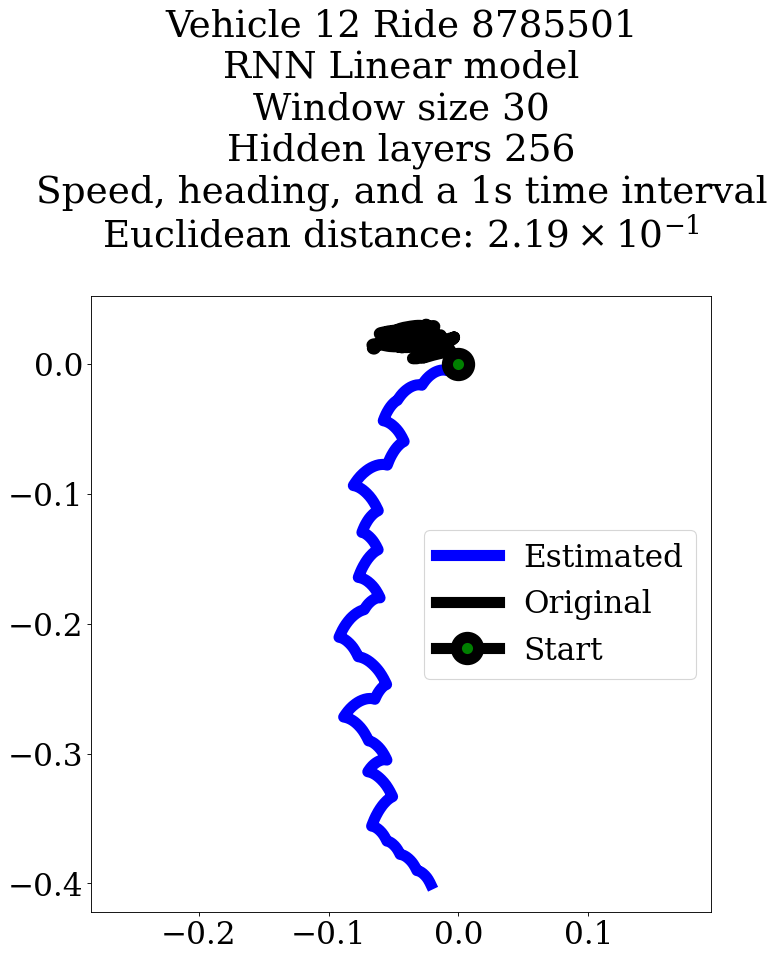 Vehicle 12 Ride 8785501
RNN Linear model
Window size 30
Hidden layers 256
Speed, heading, and a 1s time interval
Euclidean distance: 2.19 × 10⁻¹
0.0
−0.1
−0.2
−0.3
−0.4
Estimated
Original
Start
−0.2 −0.1 0.0 0.1